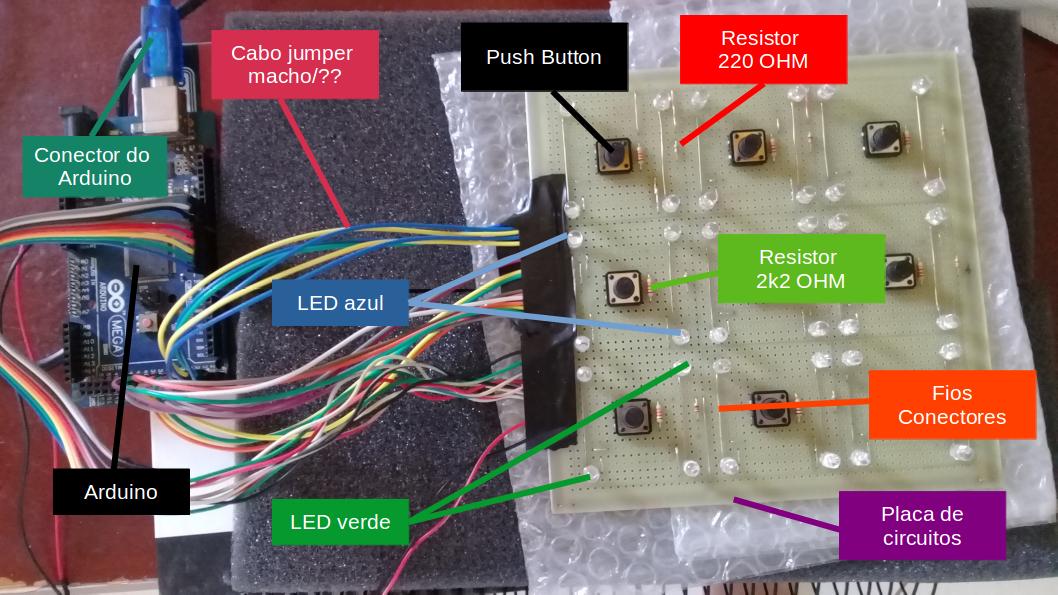 Cabo jumper
macho/??
Push Button
Resistor
220 OHM
Conector do
Arduino
Resistor
2k2 OHM
LED azul
MEGA
ARDUINO
Fios
Conectores
Arduino
LED verde
Placa de
circuitos